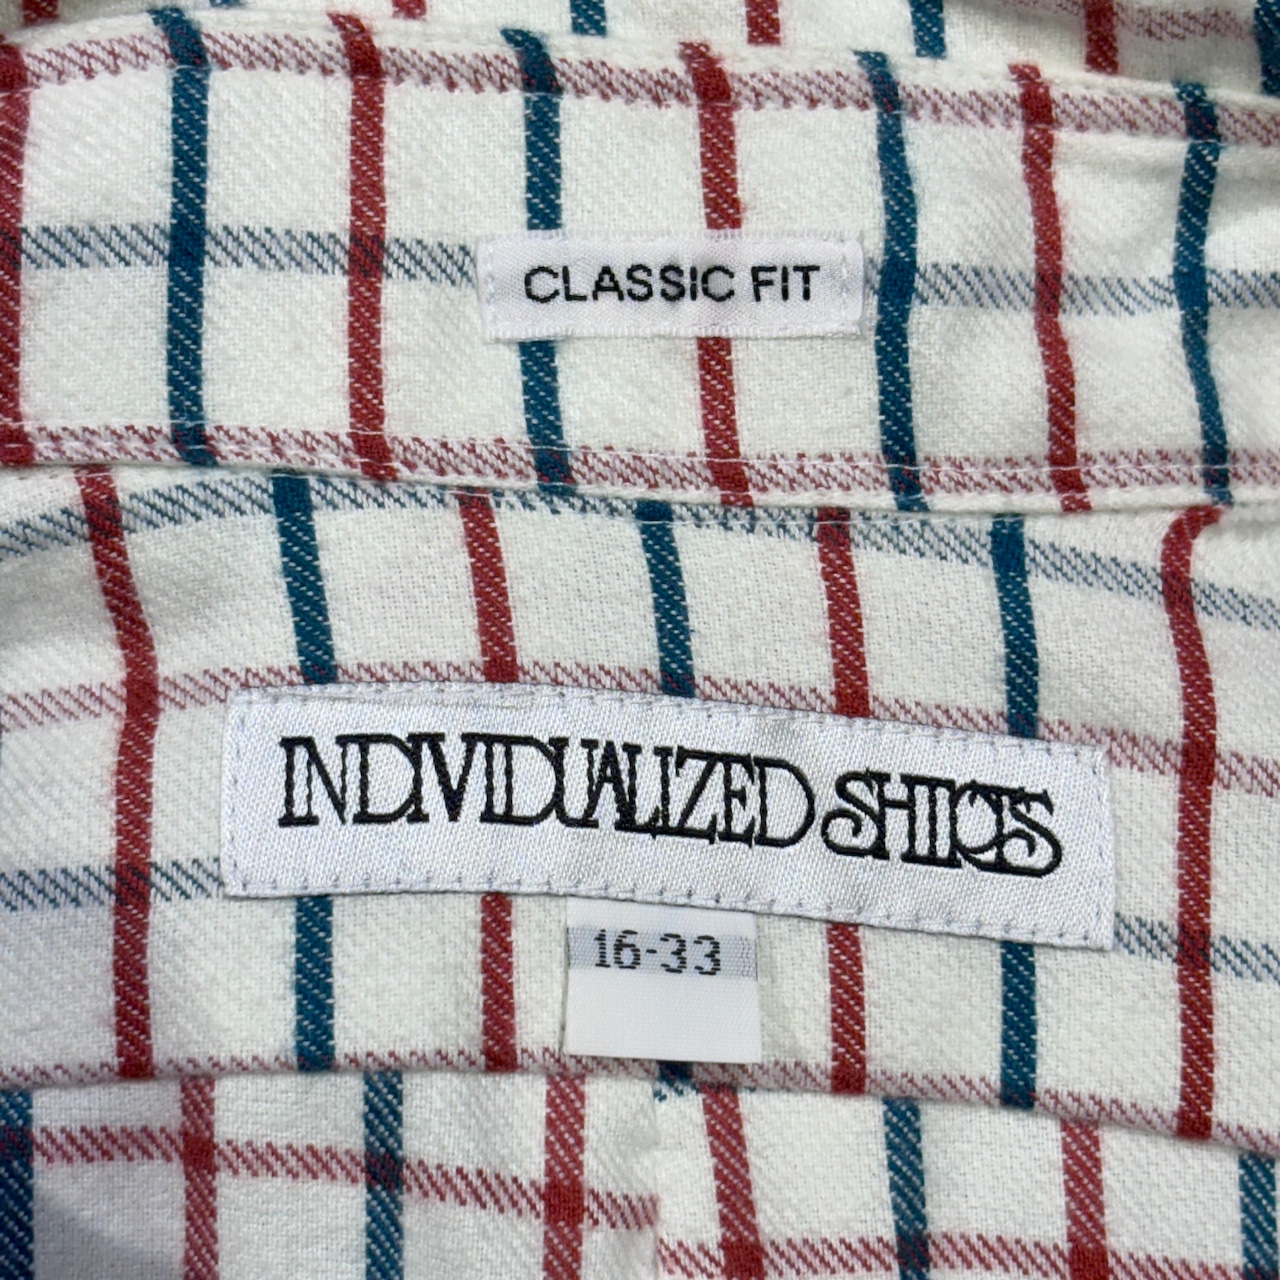 CLASSIC FIT
INDIVIDUALIZED SHIRTS
16-33